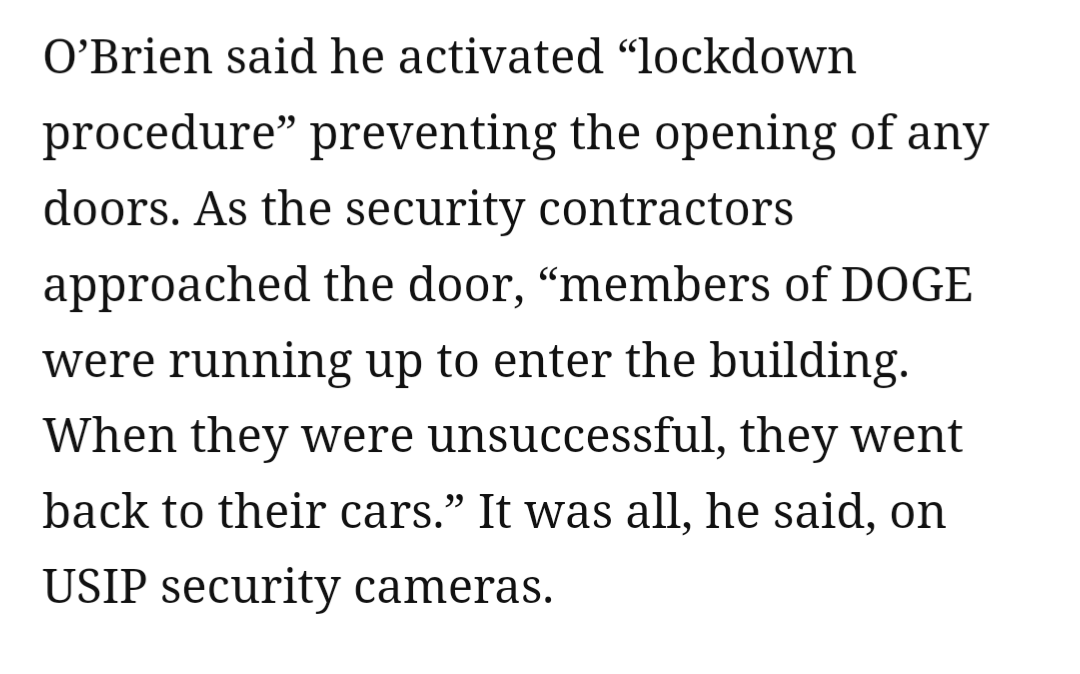 O’Brien said he activated “lockdown
procedure” preventing the opening of any
doors. As the security contractors
approached the door, “members of DOGE
were running up to enter the building.
When they were unsuccessful, they went
back to their cars.” It was all, he said, on
USIP security cameras.